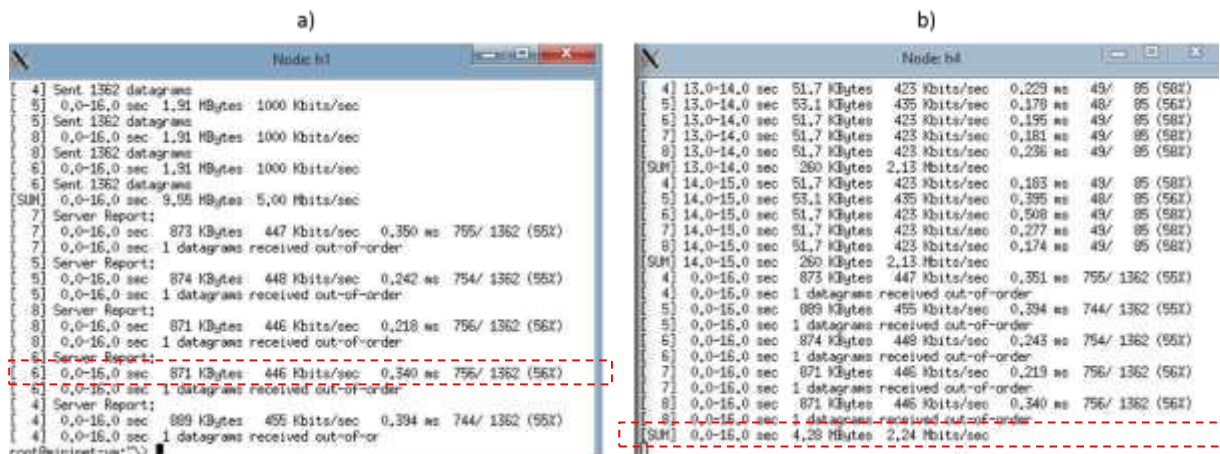 a)
Node: h1
[ 4] Sent 1362 datagrams
[ 5] 0.0-16.0 sec 1.91 MBytes 1000 Kbits/sec
[ 5] Sent 1362 datagrams
[ 8] 0.0-16.0 sec 1.91 MBytes 1000 Kbits/sec
[ 8] Sent 1362 datagrams
[ 6] 0.0-16.0 sec 1.91 MBytes 1000 Kbits/sec
[ 6] Sent 1362 datagrams
[SUM] 0.0-16.0 sec 9.55 MBytes 5.00 Mbits/sec
[ 7] Server Report:
[ 7] 0.0-16.0 sec 873 KBytes 447 Kbits/sec 0.350 ms 755/ 1362 (55%)
[ 7] 0.0-16.0 sec 1 datagrams received out-of-order
[ 5] Server Report:
[ 5] 0.0-16.0 sec 874 KBytes 448 Kbits/sec 0.242 ms 754/ 1362 (55%)
[ 5] 0.0-16.0 sec 1 datagrams received out-of-order
[ 8] Server Report:
[ 8] 0.0-16.0 sec 871 KBytes 446 Kbits/sec 0.218 ms 756/ 1362 (56%)
[ 8] 0.0-16.0 sec 1 datagrams received out-of-order
[ 6] Server Report:
[ 6] 0.0-16.0 sec 871 KBytes 446 Kbits/sec 0.340 ms 756/ 1362 (56%)
[ 6] 0.0-16.0 sec 1 datagrams received out-of-order
[ 4] Server Report:
[ 4] 0.0-16.0 sec 889 KBytes 455 Kbits/sec 0.394 ms 744/ 1362 (55%)
[ 4] 0.0-16.0 sec 1 datagrams received out-of-or
root@mininet-vm:~#
b)
Node: h4
[ 4] 13.0-14.0 sec 51.7 KBytes 423 Kbits/sec 0.229 ms 49/ 85 (58%)
[ 5] 13.0-14.0 sec 53.1 KBytes 435 Kbits/sec 0.178 ms 48/ 85 (56%)
[ 6] 13.0-14.0 sec 51.7 KBytes 423 Kbits/sec 0.195 ms 49/ 85 (58%)
[ 7] 13.0-14.0 sec 51.7 KBytes 423 Kbits/sec 0.181 ms 49/ 85 (58%)
[ 8] 13.0-14.0 sec 51.7 KBytes 423 Kbits/sec 0.236 ms 49/ 85 (58%)
[SUM] 13.0-14.0 sec 260 KBytes 2.13 Mbits/sec
[ 4] 14.0-15.0 sec 51.7 KBytes 423 Kbits/sec 0.183 ms 49/ 85 (58%)
[ 5] 14.0-15.0 sec 53.1 KBytes 435 Kbits/sec 0.395 ms 48/ 85 (56%)
[ 6] 14.0-15.0 sec 51.7 KBytes 423 Kbits/sec 0.508 ms 49/ 85 (58%)
[ 7] 14.0-15.0 sec 51.7 KBytes 423 Kbits/sec 0.277 ms 49/ 85 (58%)
[ 8] 14.0-15.0 sec 51.7 KBytes 423 Kbits/sec 0.174 ms 49/ 85 (58%)
[SUM] 14.0-15.0 sec 260 KBytes 2.13 Mbits/sec
[ 4] 0.0-16.0 sec 873 KBytes 447 Kbits/sec 0.351 ms 755/ 1362 (55%)
[ 4] 0.0-16.0 sec 1 datagrams received out-of-order
[ 5] 0.0-16.0 sec 889 KBytes 455 Kbits/sec 0.394 ms 744/ 1362 (55%)
[ 5] 0.0-16.0 sec 1 datagrams received out-of-order
[ 6] 0.0-16.0 sec 874 KBytes 448 Kbits/sec 0.243 ms 754/ 1362 (55%)
[ 6] 0.0-16.0 sec 1 datagrams received out-of-order
[ 7] 0.0-16.0 sec 871 KBytes 446 Kbits/sec 0.219 ms 756/ 1362 (56%)
[ 7] 0.0-16.0 sec 1 datagrams received out-of-order
[ 8] 0.0-16.0 sec 871 KBytes 446 Kbits/sec 0.340 ms 756/ 1362 (56%)
[ 8] 0.0-16.0 sec 1 datagrams received out-of-order
[SUM] 0.0-16.0 sec 4.28 MBytes 2.24 Mbits/sec